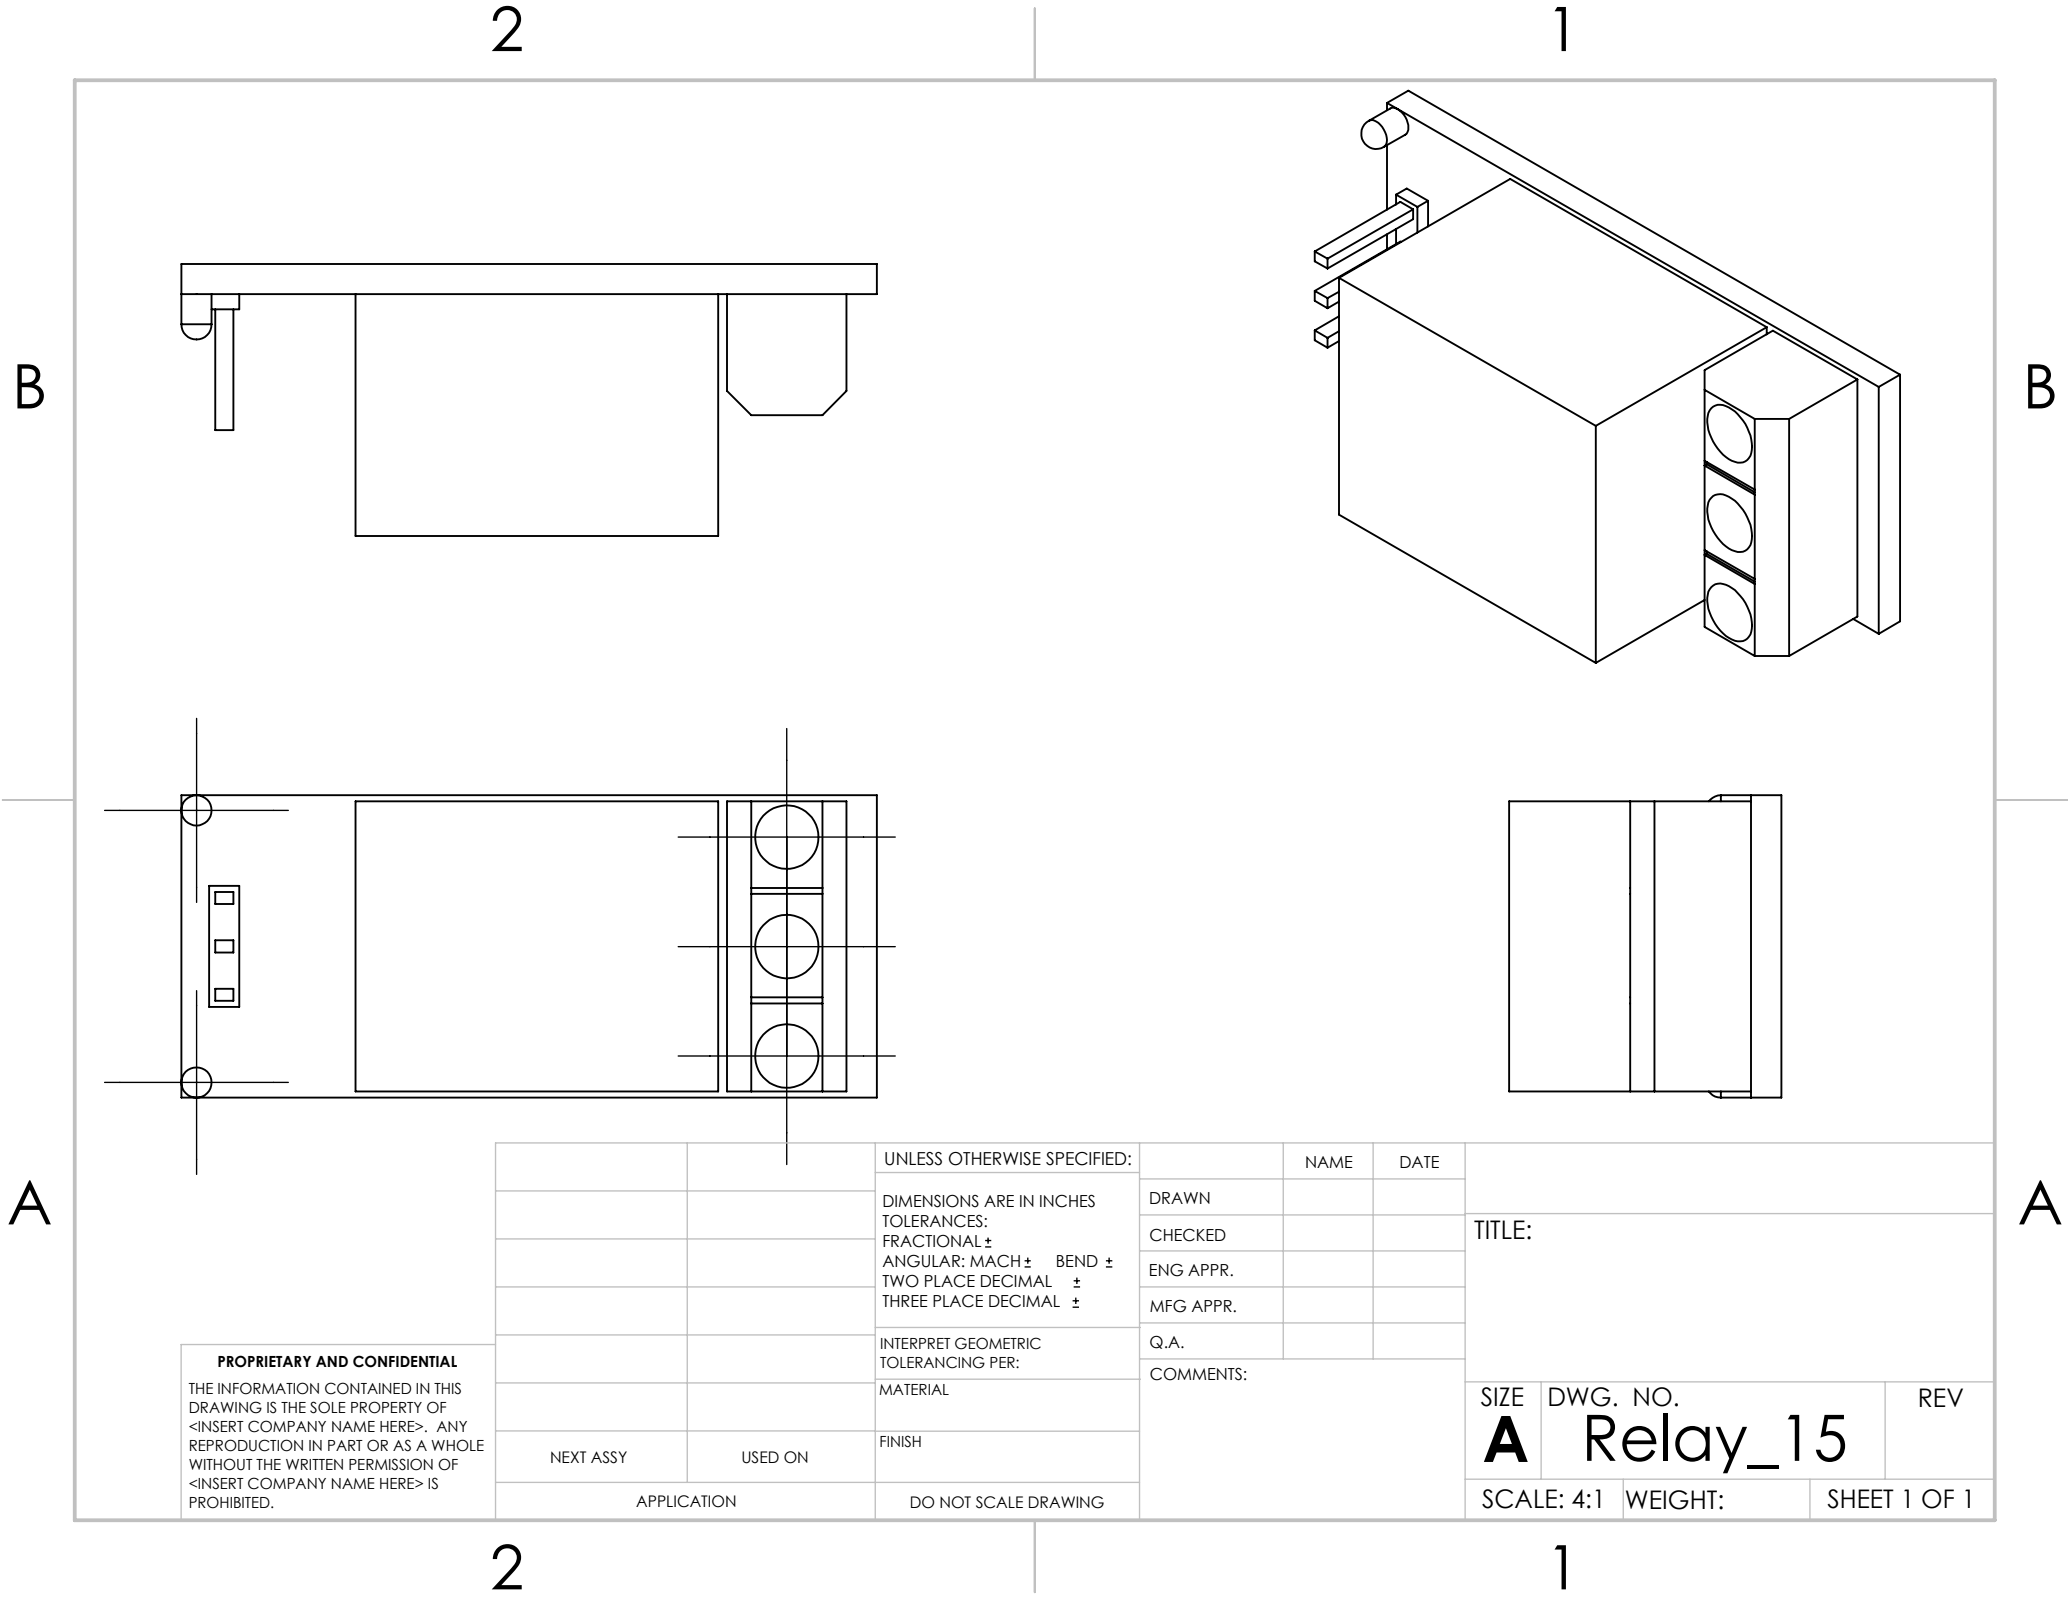 2 1
B B
A A
UNLESS OTHERWISE SPECIFIED:
DIMENSIONS ARE IN INCHES
TOLERANCES:
FRACTIONAL ±
ANGULAR: MACH ± BEND ±
TWO PLACE DECIMAL ±
THREE PLACE DECIMAL ±
INTERPRET GEOMETRIC
TOLERANCING PER:
MATERIAL
FINISH
DO NOT SCALE DRAWING
NAME DATE
DRAWN
CHECKED
ENG APPR.
MFG APPR.
Q.A.
COMMENTS:
TITLE:
SIZE DWG. NO. REV
A Relay_15
SCALE: 4:1 WEIGHT: SHEET 1 OF 1
PROPRIETARY AND CONFIDENTIAL
THE INFORMATION CONTAINED IN THIS
DRAWING IS THE SOLE PROPERTY OF
<INSERT COMPANY NAME HERE>. ANY
REPRODUCTION IN PART OR AS A WHOLE
WITHOUT THE WRITTEN PERMISSION OF
<INSERT COMPANY NAME HERE> IS
PROHIBITED.
NEXT ASSY USED ON
APPLICATION
2 1